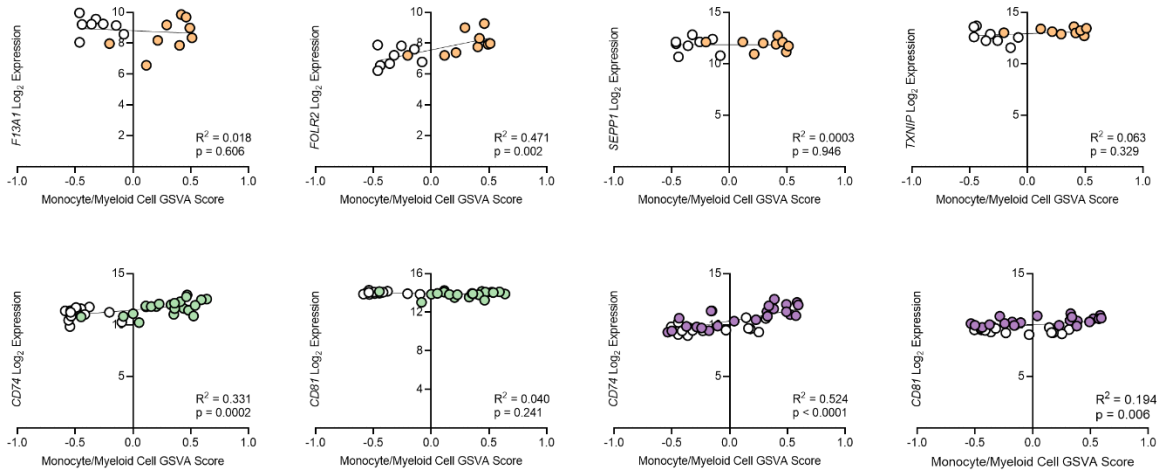 F13A1 Log₂ Expression
10
8
6
4
2
R² = 0.018
p = 0.606
-1.0 -0.5 0.0 0.5 1.0
Monocyte/Myeloid Cell GSVA Score
FOLR2 Log₂ Expression
10
8
6
4
2
R² = 0.471
p = 0.002
-1.0 -0.5 0.0 0.5 1.0
Monocyte/Myeloid Cell GSVA Score
SEPP1 Log₂ Expression
15
10
5
R² = 0.0003
p = 0.946
-1.0 -0.5 0.0 0.5 1.0
Monocyte/Myeloid Cell GSVA Score
TXNIP Log₂ Expression
15
10
5
R² = 0.063
p = 0.329
-1.0 -0.5 0.0 0.5 1.0
Monocyte/Myeloid Cell GSVA Score
CD74 Log₂ Expression
15
10
5
R² = 0.331
p = 0.0002
-1.0 -0.5 0.0 0.5 1.0
Monocyte/Myeloid Cell GSVA Score
CD81 Log₂ Expression
16
12
8
4
R² = 0.040
p = 0.241
-1.0 -0.5 0.0 0.5 1.0
Monocyte/Myeloid Cell GSVA Score
CD74 Log₂ Expression
15
5
R² = 0.524
p < 0.0001
-1.0 -0.5 0.0 0.5 1.0
Monocyte/Myeloid Cell GSVA Score
CD81 Log₂ Expression
15
5
R² = 0.194
p = 0.006
-1.0 -0.5 0.0 0.5 1.0
Monocyte/Myeloid Cell GSVA Score